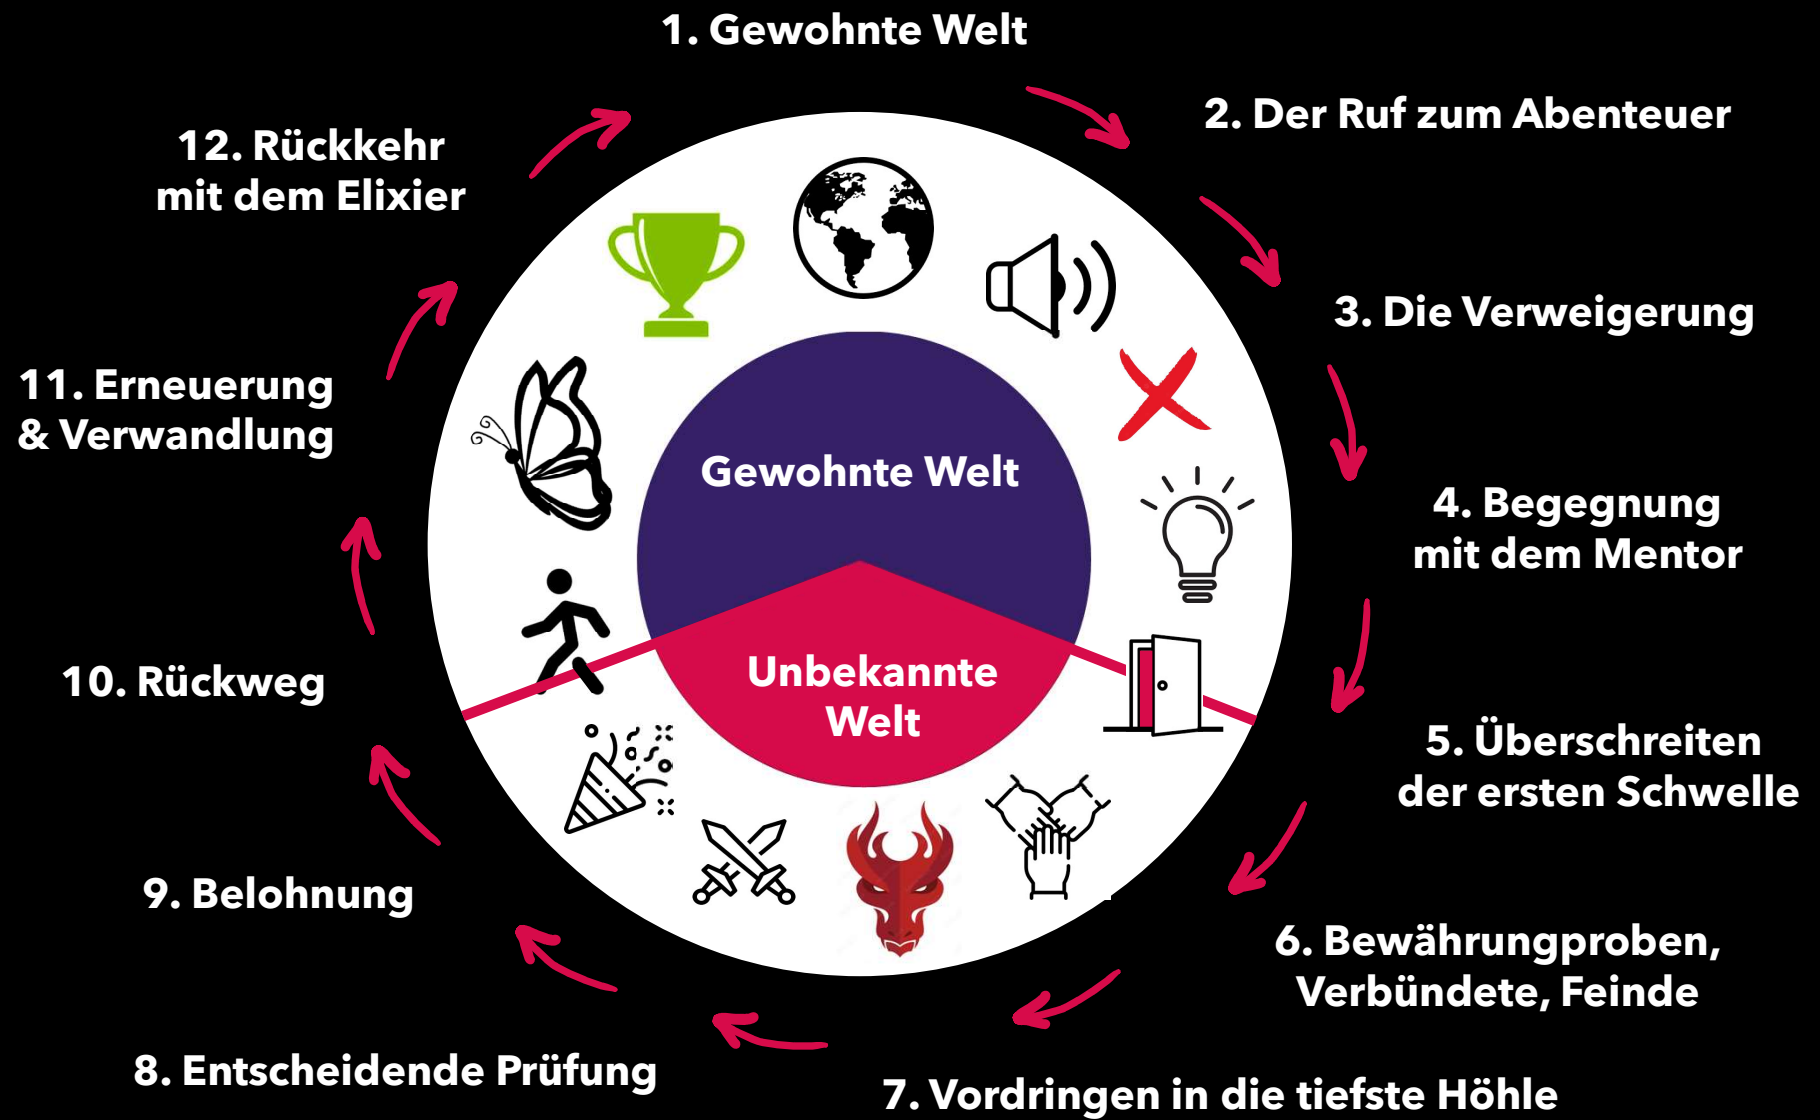 1. Gewohnte Welt
2. Der Ruf zum Abenteuer
3. Die Verweigerung
4. Begegnung
mit dem Mentor
5. Überschreiten
der ersten Schwelle
6. Bewährungproben,
Verbündete, Feinde
7. Vordringen in die tiefste Höhle
8. Entscheidende Prüfung
9. Belohnung
10. Rückweg
11. Erneuerung
& Verwandlung
12. Rückkehr
mit dem Elixier
Gewohnte Welt
Unbekannte
Welt